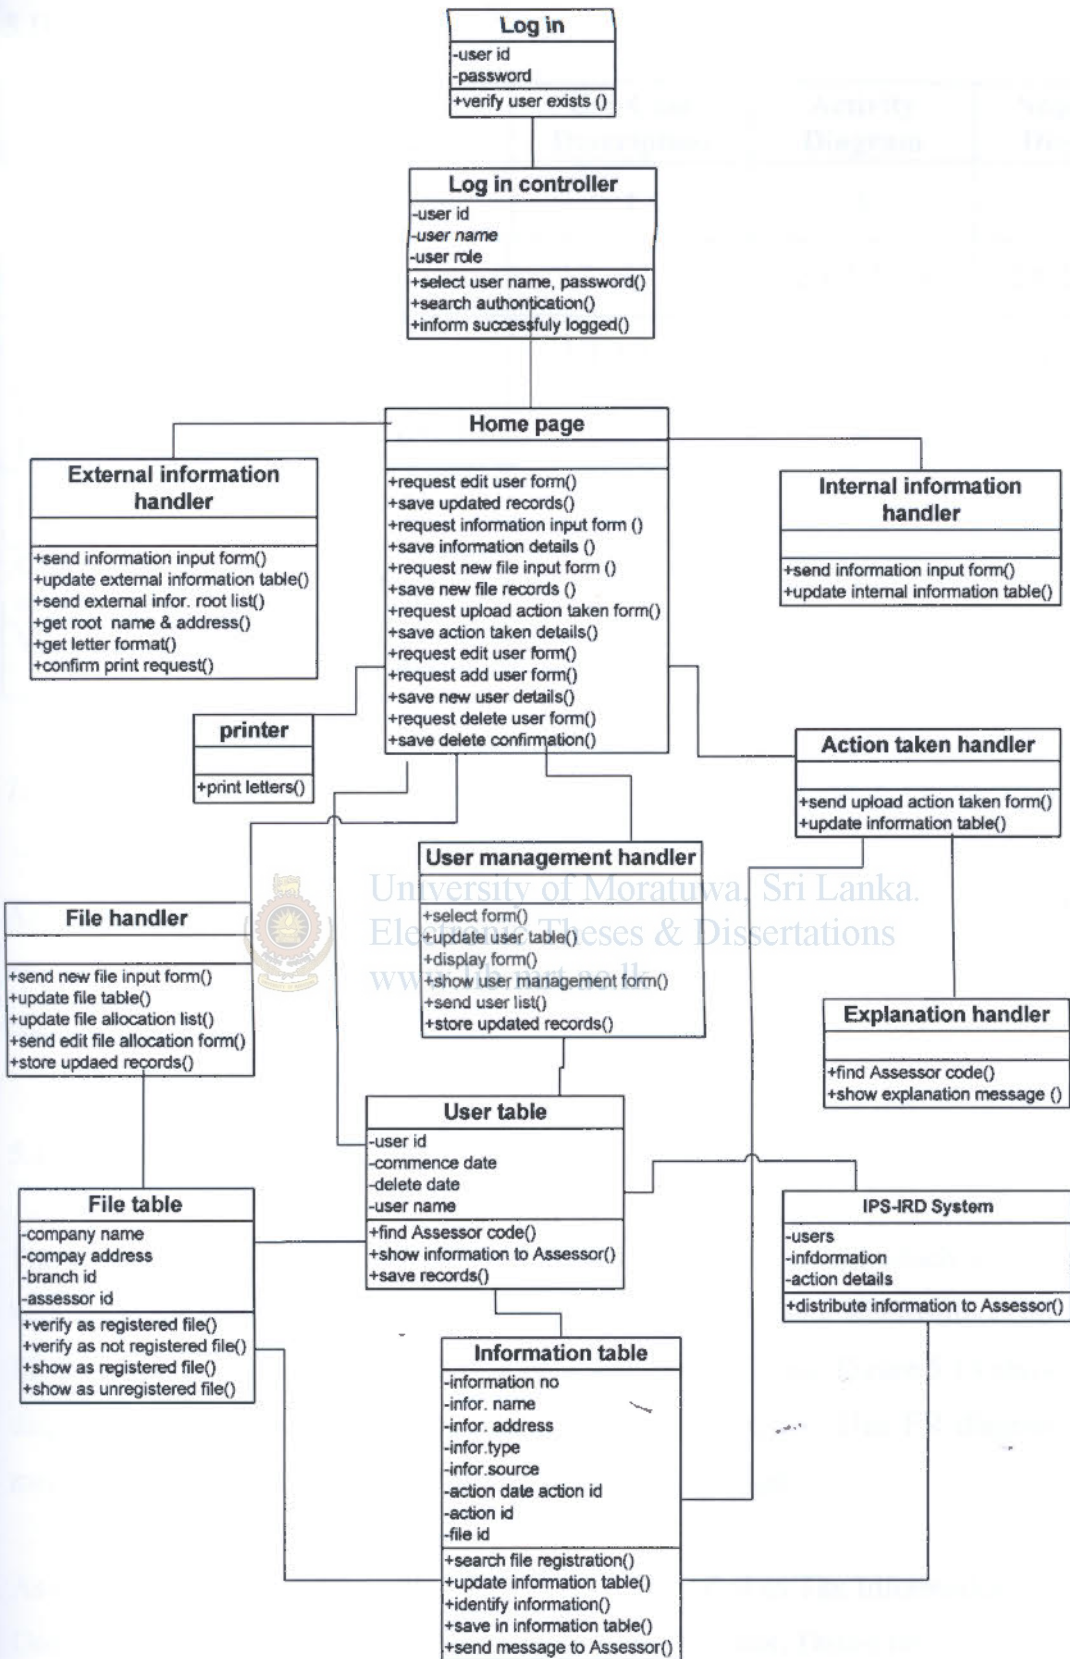 Log in
-user id
-password
+verify user exists ()
Activity
Diagram
Log in controller
-user id
-user name
-user role
+select user name, password()
+search authontication()
+inform successfuly logged()
Home page
+request edit user form()
+save updated records()
+request information input form ()
+save information details ()
+request new file input form ()
+save new file records ()
+request upload action taken form()
+save action taken details()
+request edit user form()
+request add user form()
+save new user details()
+request delete user form()
+save delete confirmation()
External information
handler
+send information input form()
+update external information table()
+send external infor. root list()
+get root name & address()
+get letter format()
+confirm print request()
Internal information
handler
+send information input form()
+update internal information table()
printer
+print letters()
Action taken handler
+send upload action taken form()
+update information table()
User management handler
+select form()
+update user table()
+display form()
+show user management form()
+send user list()
+store updated records()
University of Moratuwa, Sri Lanka.
Electronic Theses & Dissertations
www.lib.mrt.ac.lk
File handler
+send new file input form()
+update file table()
+update file allocation list()
+send edit file allocation form()
+store updaed records()
Explanation handler
+find Assessor code()
+show explanation message ()
User table
-user id
-commence date
-delete date
-user name
+find Assessor code()
+show information to Assessor()
+save records()
File table
-company name
-compay address
-branch id
-assessor id
+verify as registered file()
+verify as not registered file()
+show as registered file()
+show as unregistered file()
IPS-IRD System
-users
-infdormation
-action details
+distribute information to Assessor()
Information table
-information no
-infor. name
-infor. address
-infor.type
-infor.source
-action date action id
-action id
-file id
+search file registration()
+update information table()
+identify information()
+save in information table()
+send message to Assessor()